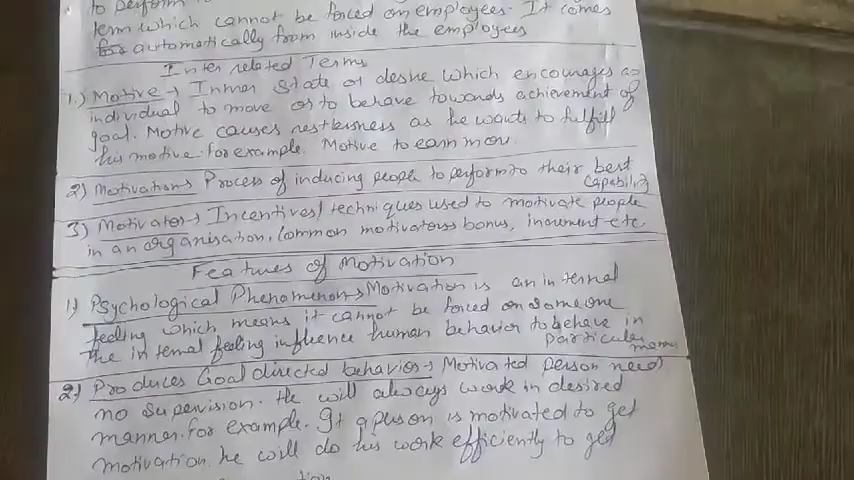 to perform
term which cannot be forced on employees. It comes
for automatically from inside the employees
Inter related Terms
1.) Motive → Inner State of desire which encourages an
individual to move or to behave towards achievement of
goal. Motive causes restlessness as he wants to fulfill
his motive. for example. Motive to earn mon
2) Motivation → Process of inducing people to perform to their best
capability
3) Motivator → Incentives/techniques used to motivate people
in an organisation. Common motivators bonus, increment etc.
Features of Motivation
1) Psychological Phenomenon → Motivation is an internal
feeling which means it cannot be forced on someone
the internal feeling influence human behavior to behave in
particular manner
2) Produces Goal directed behavior → Motivated person need
no supervision. He will always work in desired
manner. for example. If a person is motivated to get
motivation he will do his work efficiently to get